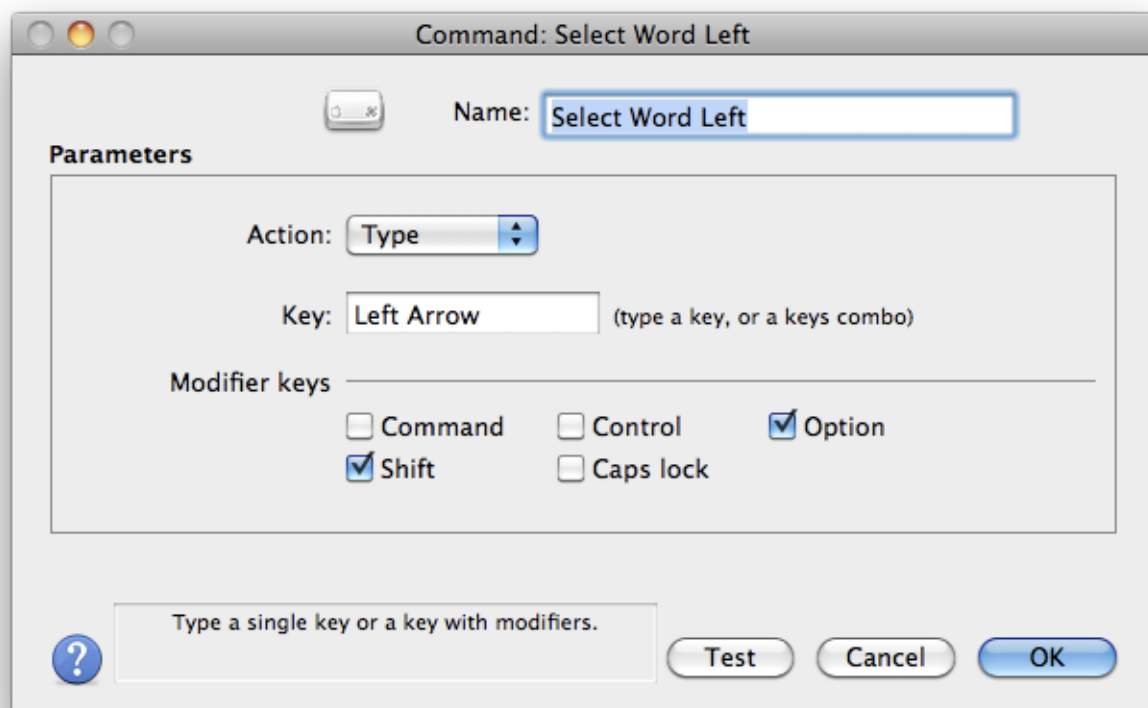 Command: Select Word Left
Name: Select Word Left
Parameters
Action: Type
Key: Left Arrow (type a key, or a keys combo)
Modifier keys
Command Control Option
Shift Caps lock
Type a single key or a key with modifiers.
? Test Cancel OK